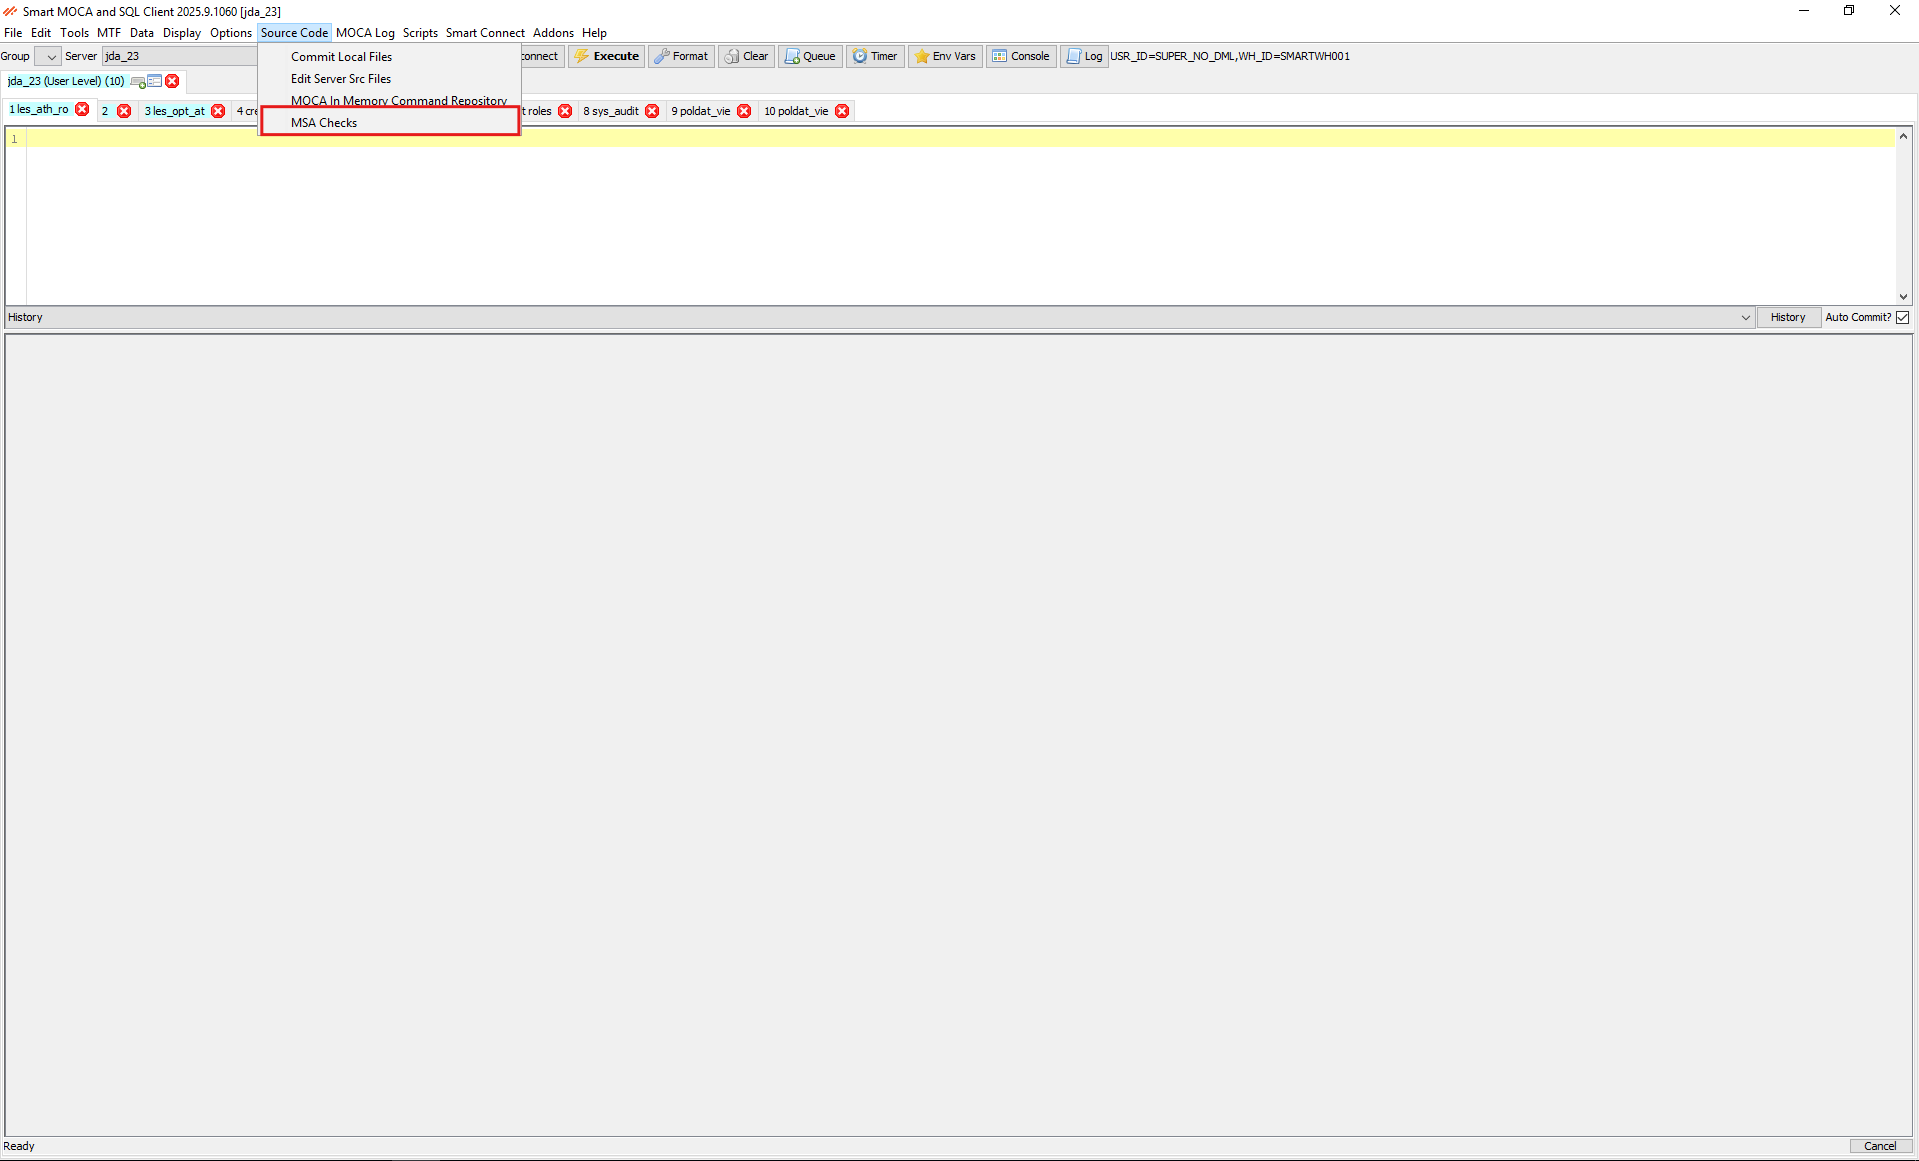 Smart MOCA and SQL Client 2025.9.1060 [jda_23]
File Edit Tools MTF Data Display Options Source Code MOCA Log Scripts Smart Connect Addons Help
Group Server jda_23 Execute Format Clear Queue Timer Env Vars Console Log USR_ID=SUPER_NO_DML,WH_ID=SMARTWH001
Commit Local Files
Edit Server Src Files
MOCA In Memory Command Repository
MSA Checks
jda_23 (User Level) (10)
1 les_ath_ro 2 3 les_opt_at 4 cre t roles 8 sys_audit 9 poldat_vie 10 poldat_vie
1
History History Auto Commit?
Ready Cancel